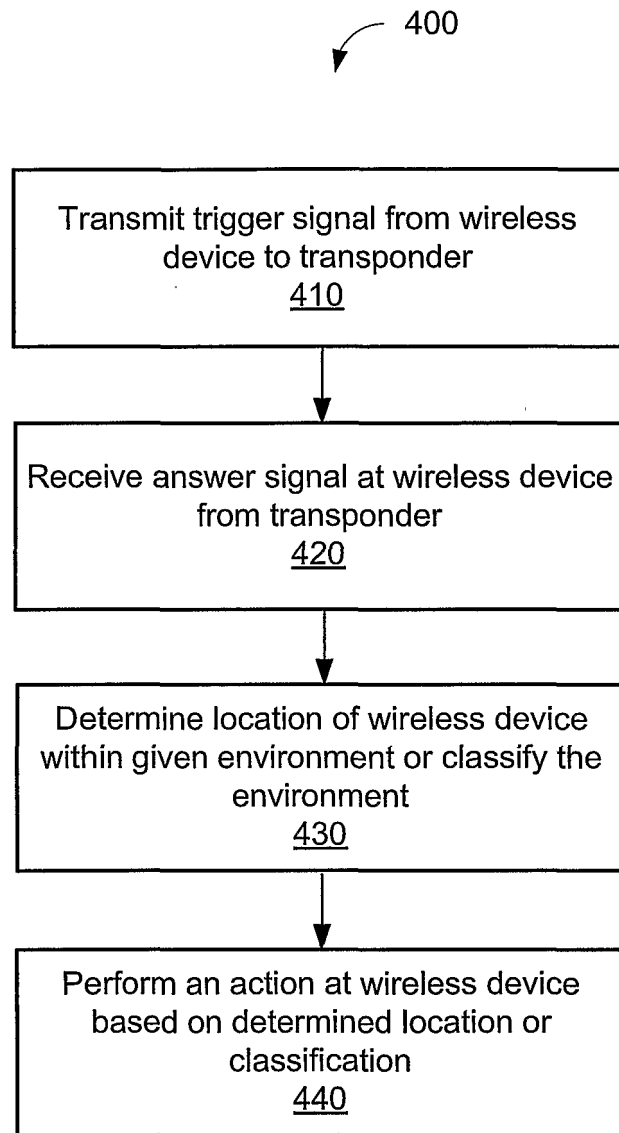 400
Transmit trigger signal from wireless
device to transponder
410
Receive answer signal at wireless device
from transponder
420
Determine location of wireless device
within given environment or classify the
environment
430
Perform an action at wireless device
based on determined location or
classification
440